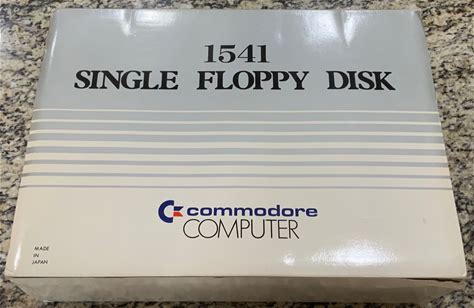 1541
SINGLE FLOPPY DISK
commodore
COMPUTER
MADE
IN
JAPAN